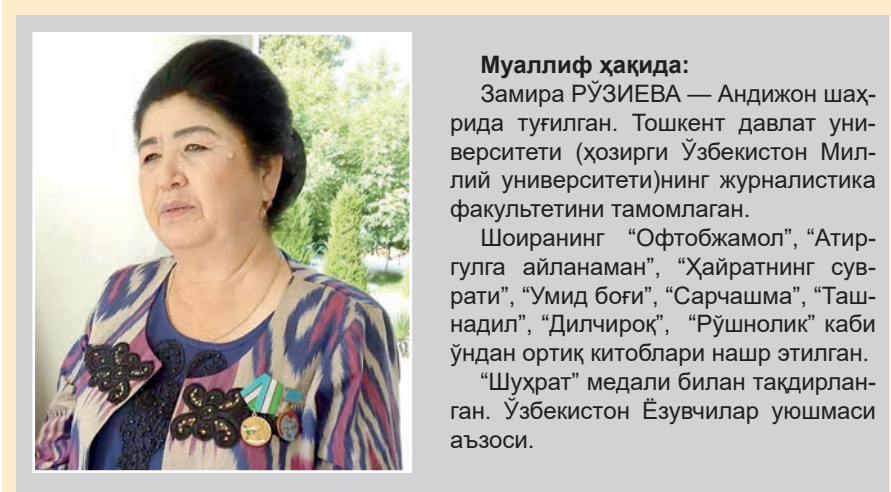 Муаллиф ҳақида:
Замира РЎЗИЕВА — Андижон шаҳ-
рида туғилган. Тошкент давлат уни-
верситети (ҳозирги Ўзбекистон Мил-
лий университети)нинг журналистика
факультетини тамомлаган.
Шоиранинг “Офтобжамол”, “Атир-
гулга айланаман”, “Ҳайратнинг сув-
рати”, “Умид боғи”, “Сарчашма”, “Таш-
надил”, “Дилчироқ”, “Рўшнолик” каби
ўндан ортиқ китоблари нашр этилган.
“Шуҳрат” медали билан тақдирлан-
ган. Ўзбекистон Ёзувчилар уюшмаси
аъзоси.